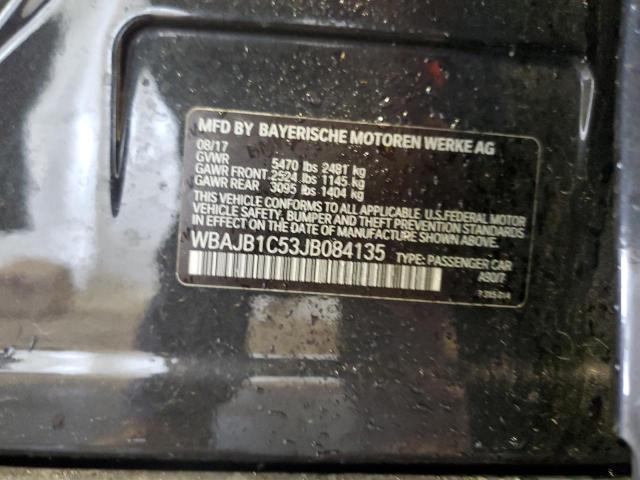 MFD BY BAYERISCHE MOTOREN WERKE AG
08/17
GVWR 5470 lbs 2481 kg
GAWR FRONT 2524 lbs 1145 kg
GAWR REAR 3095 lbs 1404 kg
THIS VEHICLE CONFORMS TO ALL APPLICABLE U.S. FEDERAL MOTOR
VEHICLE SAFETY, BUMPER AND THEFT PREVENTION STANDARDS
IN EFFECT ON THE DATE OF MANUFACTURE SHOWN ABOVE.
WBAJB1C53JB084135 TYPE: PASSENGER CAR